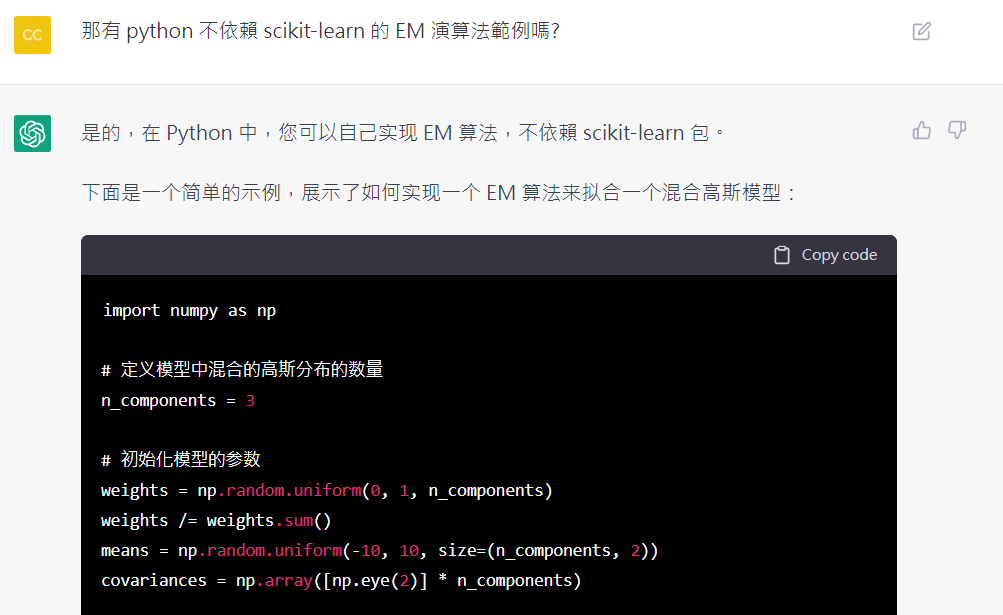 CC
那有 python 不依賴 scikit-learn 的 EM 演算法範例嗎?
是的，在 Python 中，您可以自己实现 EM 算法，不依賴 scikit-learn 包。
下面是一个简单的示例，展示了如何实现一个 EM 算法来拟合一个混合高斯模型：
Copy code
import numpy as np
# 定义模型中混合的高斯分布的数量
n_components = 3
# 初始化模型的参数
weights = np.random.uniform(0, 1, n_components)
weights /= weights.sum()
means = np.random.uniform(-10, 10, size=(n_components, 2))
covariances = np.array([np.eye(2)] * n_components)